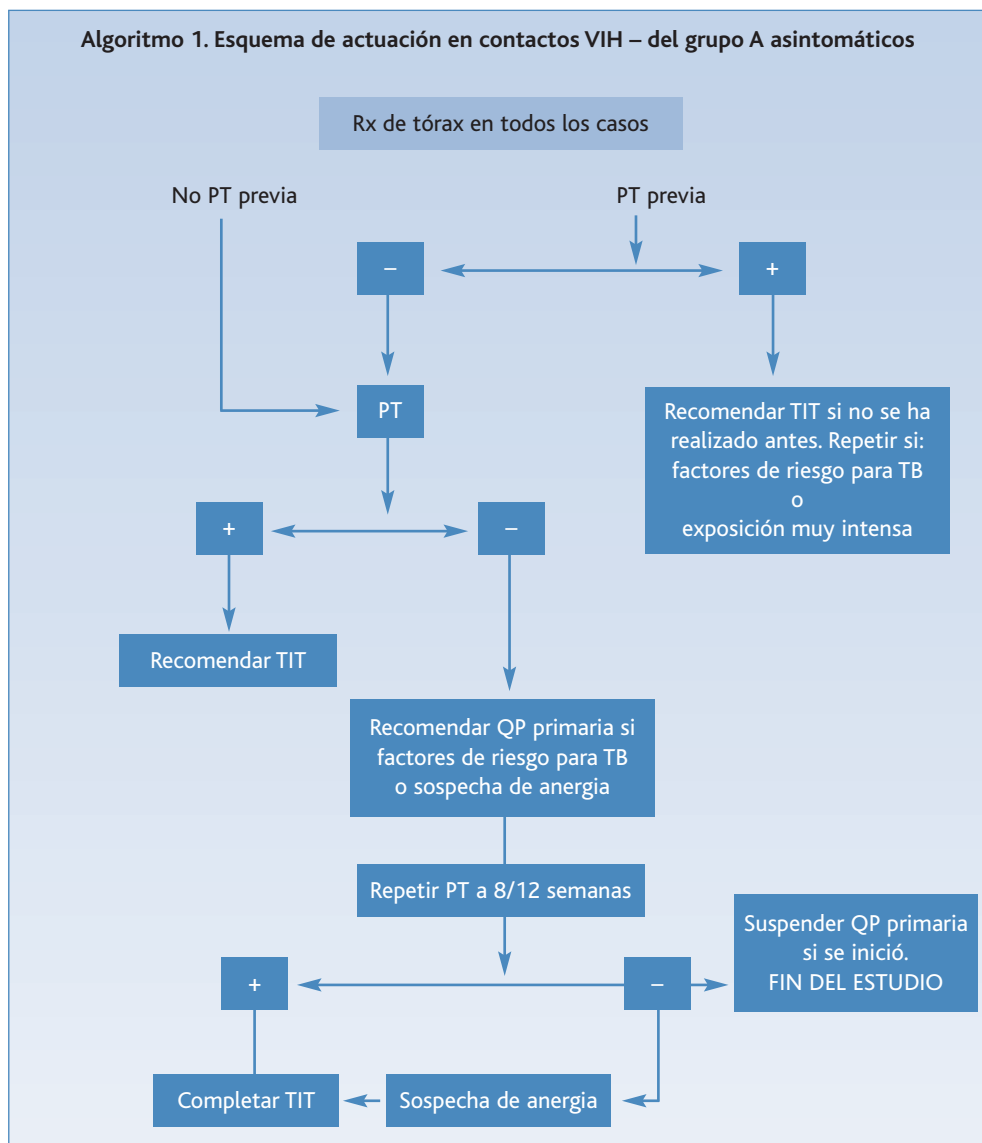 Algoritmo 1. Esquema de actuación en contactos VIH – del grupo A asintomáticos
Rx de tórax en todos los casos
No PT previa
PT previa
–
+
PT
Recomendar TIT si no se ha
realizado antes. Repetir si:
factores de riesgo para TB
o
exposición muy intensa
+
–
Recomendar TIT
Recomendar QP primaria si
factores de riesgo para TB
o sospecha de anergia
Repetir PT a 8/12 semanas
Suspender QP primaria
si se inició.
FIN DEL ESTUDIO
+
–
Completar TIT
Sospecha de anergia